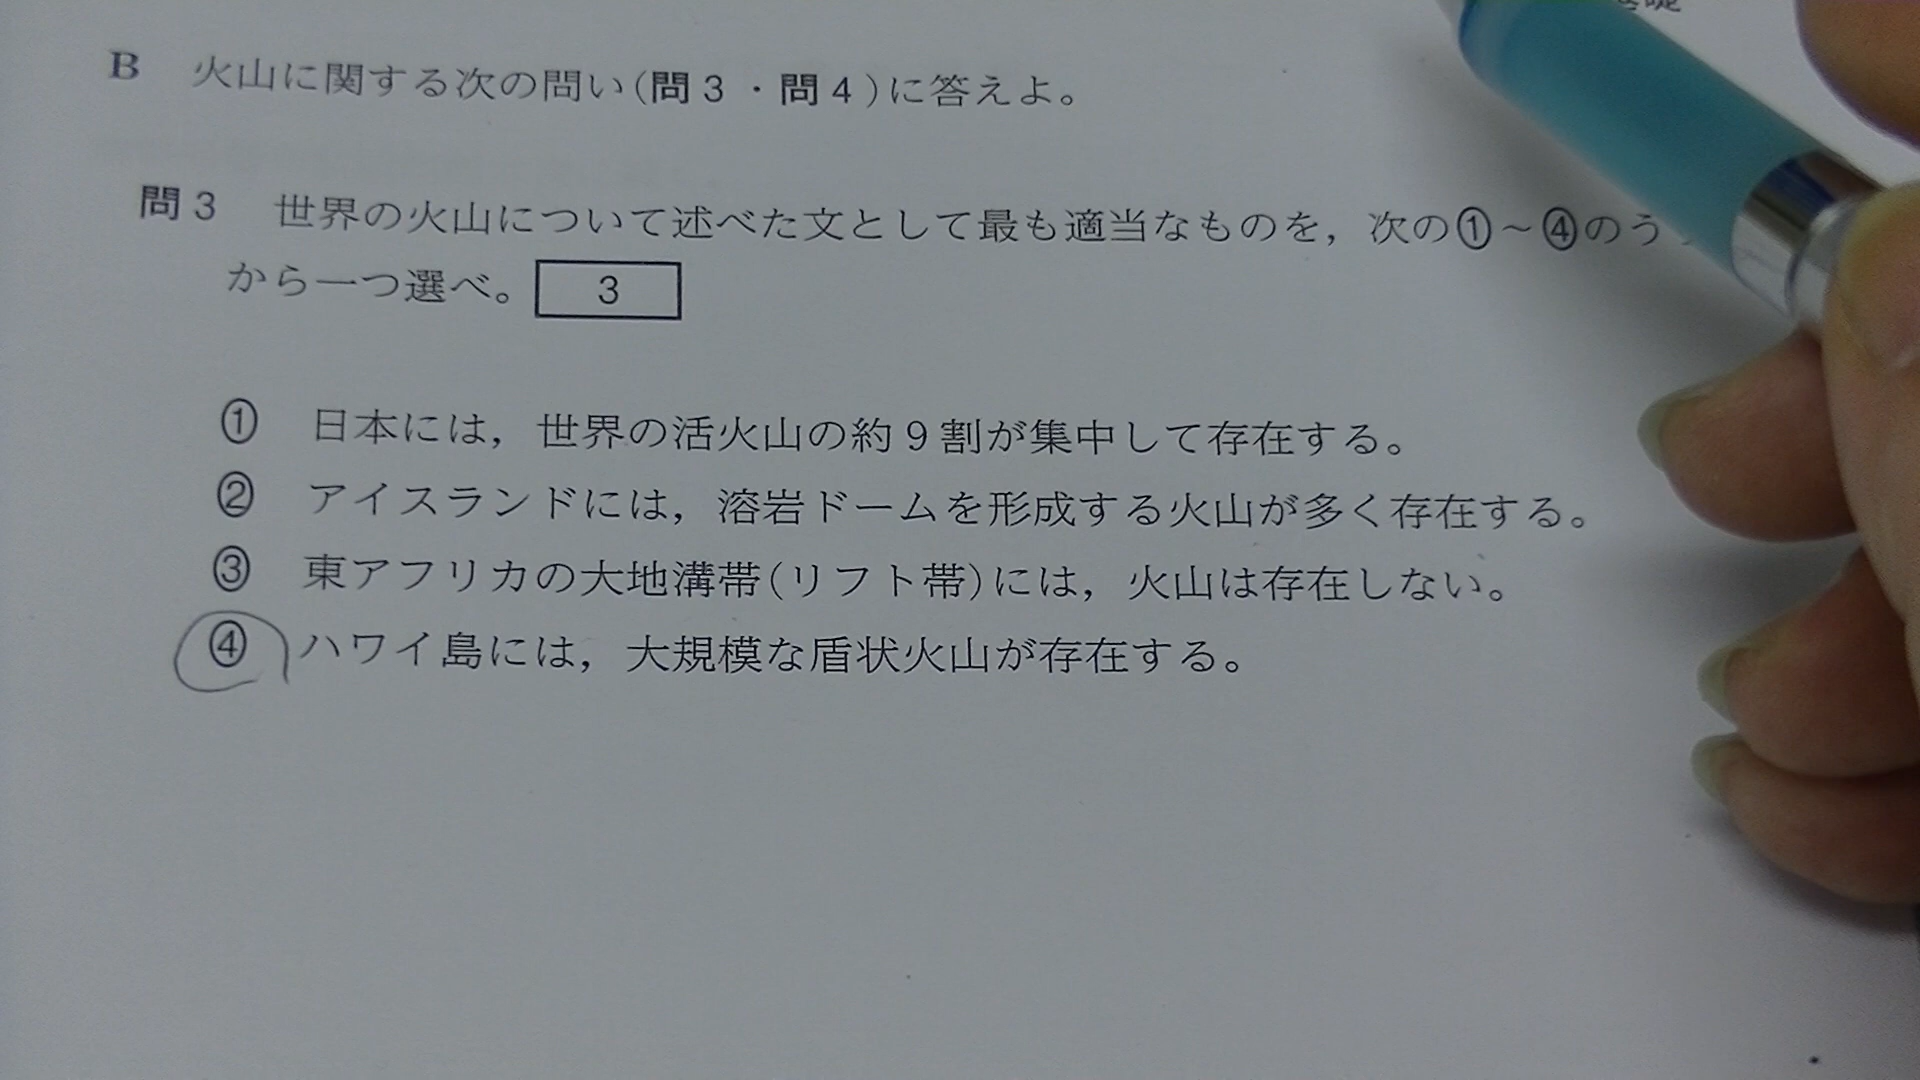 B 火山に関する次の問い(問3・問4)に答えよ。
問3 世界の火山について述べた文として最も適当なものを，次の①～④のう
から一つ選べ。 3
① 日本には，世界の活火山の約9割が集中して存在する。
② アイスランドには，溶岩ドームを形成する火山が多く存在する。
③ 東アフリカの大地溝帯(リフト帯)には，火山は存在しない。
④ ハワイ島には，大規模な盾状火山が存在する。